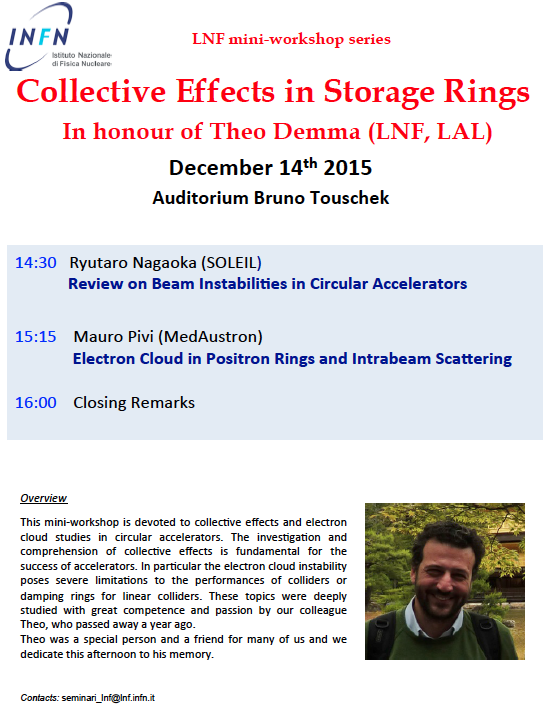 INFN
Istituto Nazionale
di Fisica Nucleare
LNF mini-workshop series
Collective Effects in Storage Rings
In honour of Theo Demma (LNF, LAL)
December 14th 2015
Auditorium Bruno Touschek
14:30 Ryutaro Nagaoka (SOLEIL)
Review on Beam Instabilities in Circular Accelerators
15:15 Mauro Pivi (MedAustron)
Electron Cloud in Positron Rings and Intrabeam Scattering
16:00 Closing Remarks
Overview
This mini-workshop is devoted to collective effects and electron
cloud studies in circular accelerators. The investigation and
comprehension of collective effects is fundamental for the
success of accelerators. In particular the electron cloud instability
poses severe limitations to the performances of colliders or
damping rings for linear colliders. These topics were deeply
studied with great competence and passion by our colleague
Theo, who passed away a year ago.
Theo was a special person and a friend for many of us and we
dedicate this afternoon to his memory.
Contacts: seminari_lnf@lnf.infn.it